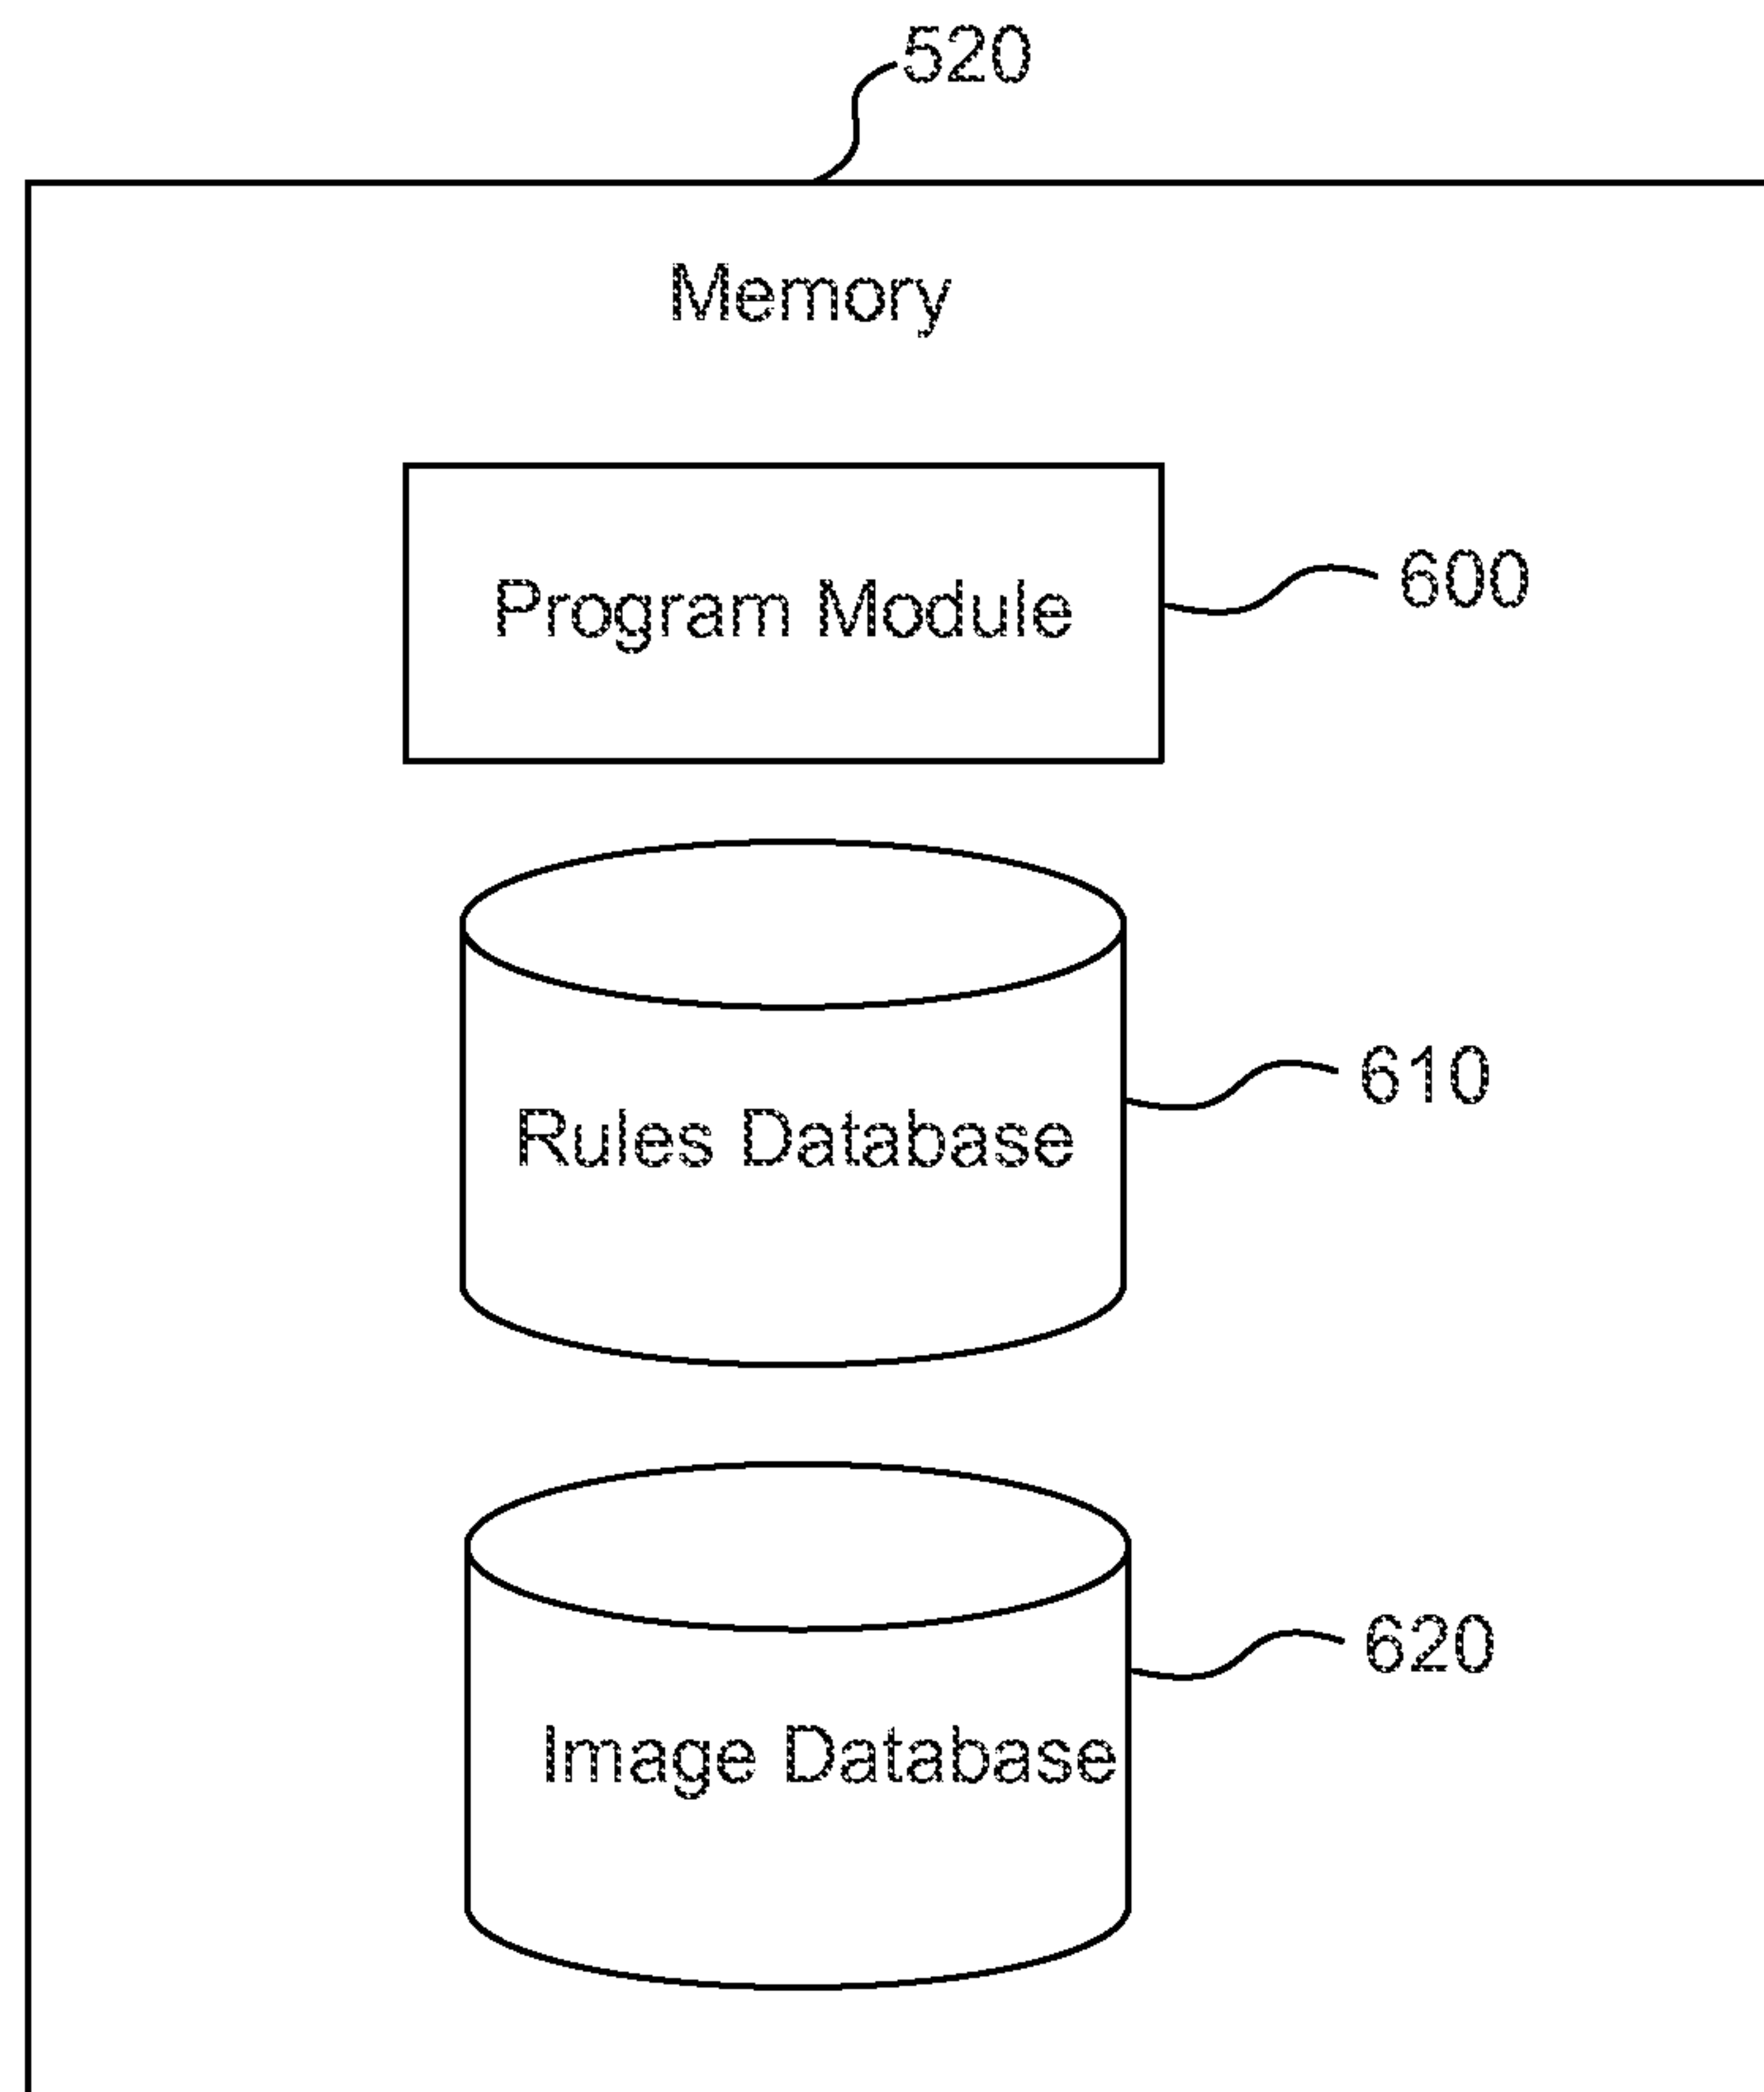 520
Memory
Program Module
600
610
Rules Database
620
Image Database